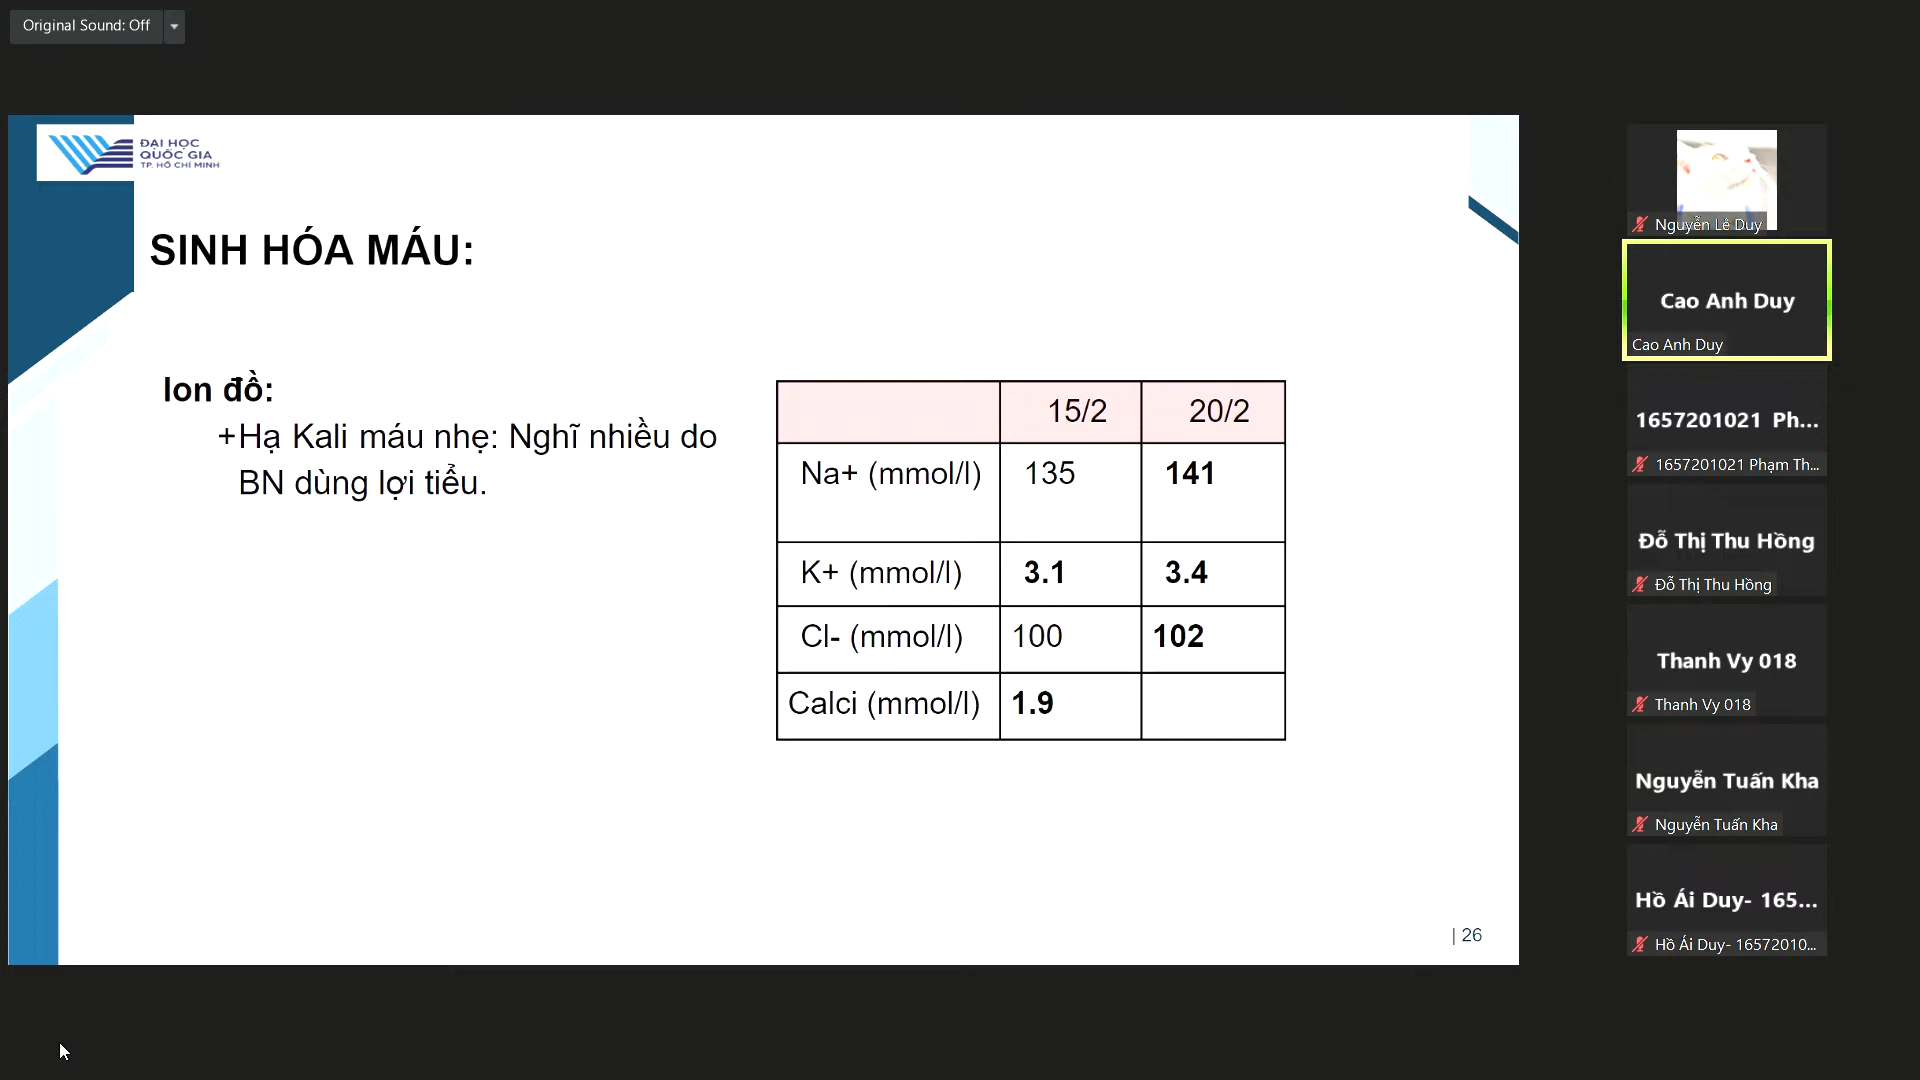 Original Sound: Off
ĐẠI HỌC
QUỐC GIA
TP. HỒ CHÍ MINH
SINH HÓA MÁU:
Ion đồ:
+Hạ Kali máu nhẹ: Nghĩ nhiều do
BN dùng lợi tiểu.
15/2 20/2
Na+ (mmol/l) 135 141
K+ (mmol/l) 3.1 3.4
Cl- (mmol/l) 100 102
Calci (mmol/l) 1.9
| 26
Nguyễn Lê Duy
Cao Anh Duy
Cao Anh Duy
1657201021 Ph...
1657201021 Phạm Th...
Đỗ Thị Thu Hồng
Đỗ Thị Thu Hồng
Thanh Vy 018
Thanh Vy 018
Nguyễn Tuấn Kha
Nguyễn Tuấn Kha
Hồ Ái Duy- 165...
Hồ Ái Duy- 16572010...